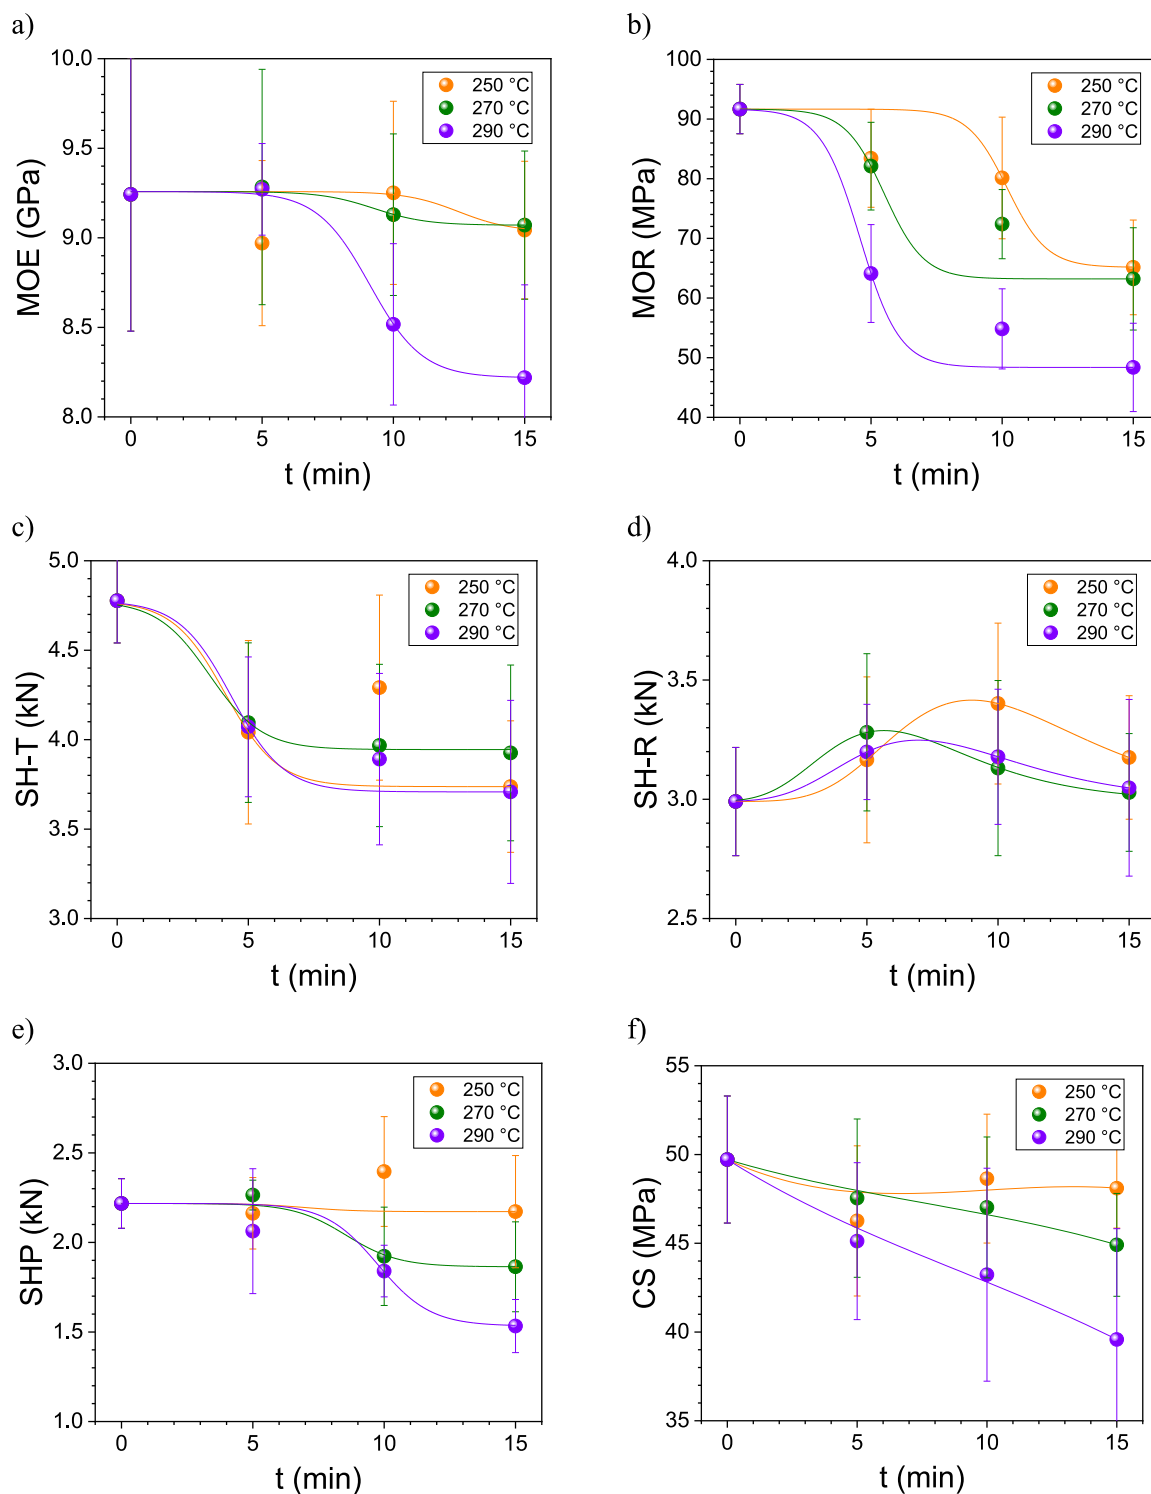 a)
10.0
9.5
9.0
8.5
8.0
MOE (GPa)
250 °C
270 °C
290 °C
0 5 10 15
t (min)
b)
100
90
80
70
60
50
40
MOR (MPa)
250 °C
270 °C
290 °C
0 5 10 15
t (min)
c)
5.0
4.5
4.0
3.5
3.0
SH-T (kN)
250 °C
270 °C
290 °C
0 5 10 15
t (min)
d)
4.0
3.5
3.0
2.5
SH-R (kN)
250 °C
270 °C
290 °C
0 5 10 15
t (min)
e)
3.0
2.5
2.0
1.5
1.0
SHP (kN)
250 °C
270 °C
290 °C
0 5 10 15
t (min)
f)
55
50
45
40
35
CS (MPa)
250 °C
270 °C
290 °C
0 5 10 15
t (min)